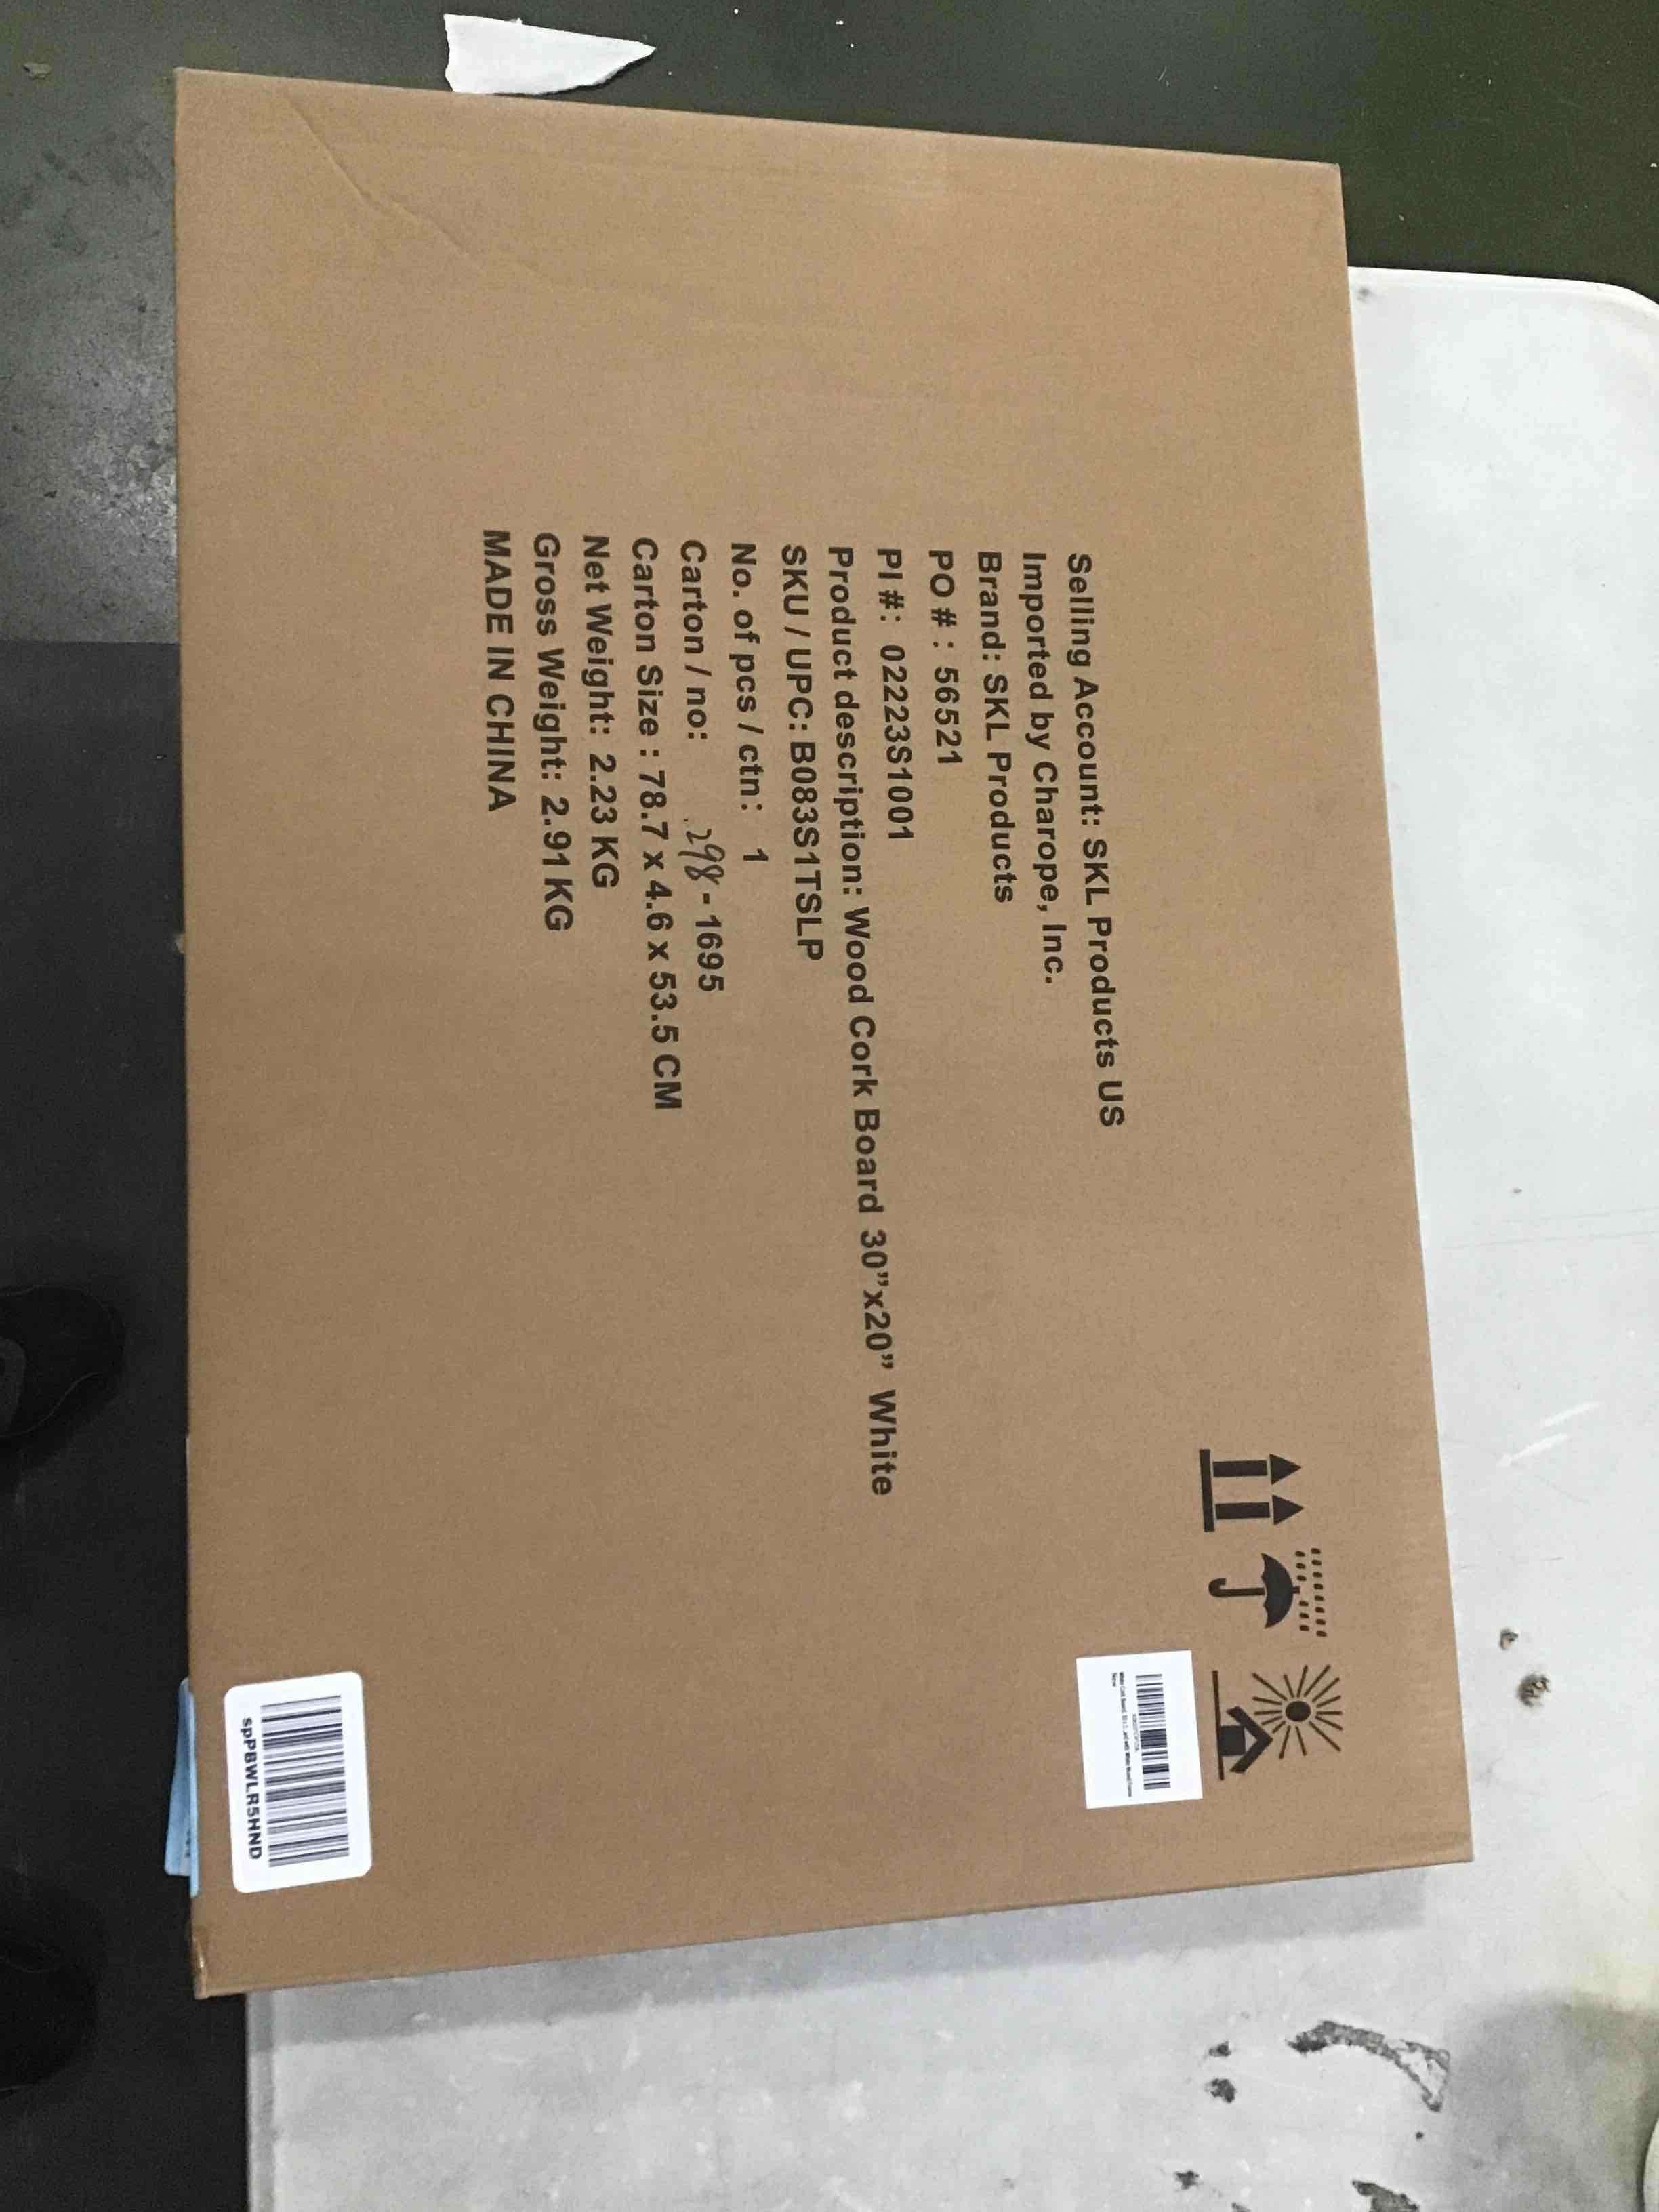 Selling Account: SKL Products US
Imported by Charope, Inc.
Brand: SKL Products
PO # : 56521
PI #: 02223S1001
Product description: Wood Cork Board 30”x20” White
SKU / UPC: B083S1TSLP
No. of pcs / ctn: 1
Carton / no: 298 - 1695
Carton Size : 78.7 x 4.6 x 53.5 CM
Net Weight: 2.23 KG
Gross Weight: 2.91 KG
MADE IN CHINA
spPBWLR5HND